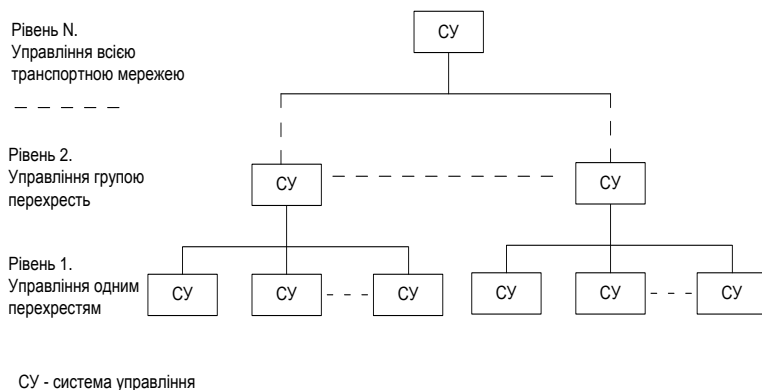 Рівень N.
Управління всією
транспортною мережею
СУ
Рівень 2.
Управління групою
перехресть
СУ
СУ
Рівень 1.
Управління одним
перехрестям
СУ
СУ
СУ
СУ
СУ
СУ
СУ - система управління